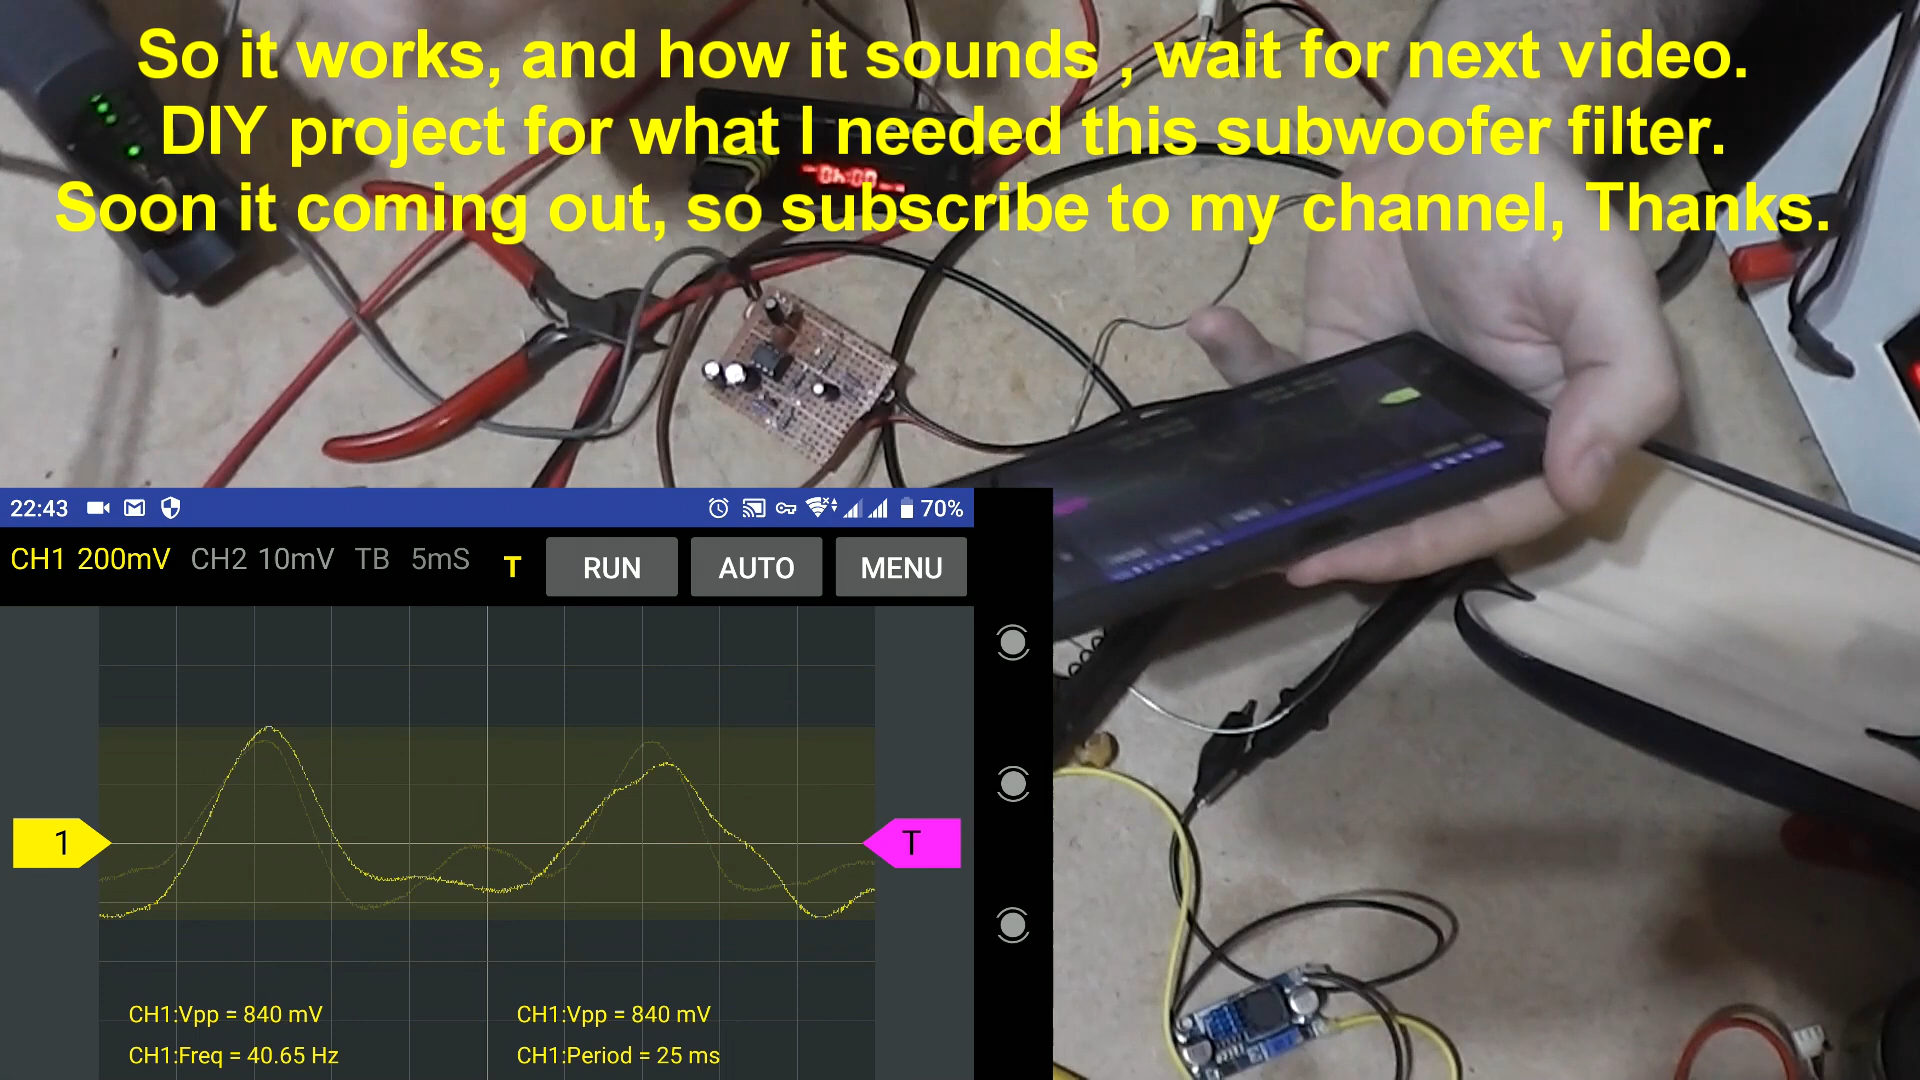 So it works, and how it sounds , wait for next video.
DIY project for what I needed this subwoofer filter.
Soon it coming out, so subscribe to my channel, Thanks.
22:43 70%
CH1 200mV CH2 10mV TB 5mS T RUN AUTO MENU
1 T
CH1:Vpp = 840 mV CH1:Vpp = 840 mV
CH1:Freq = 40.65 Hz CH1:Period = 25 ms